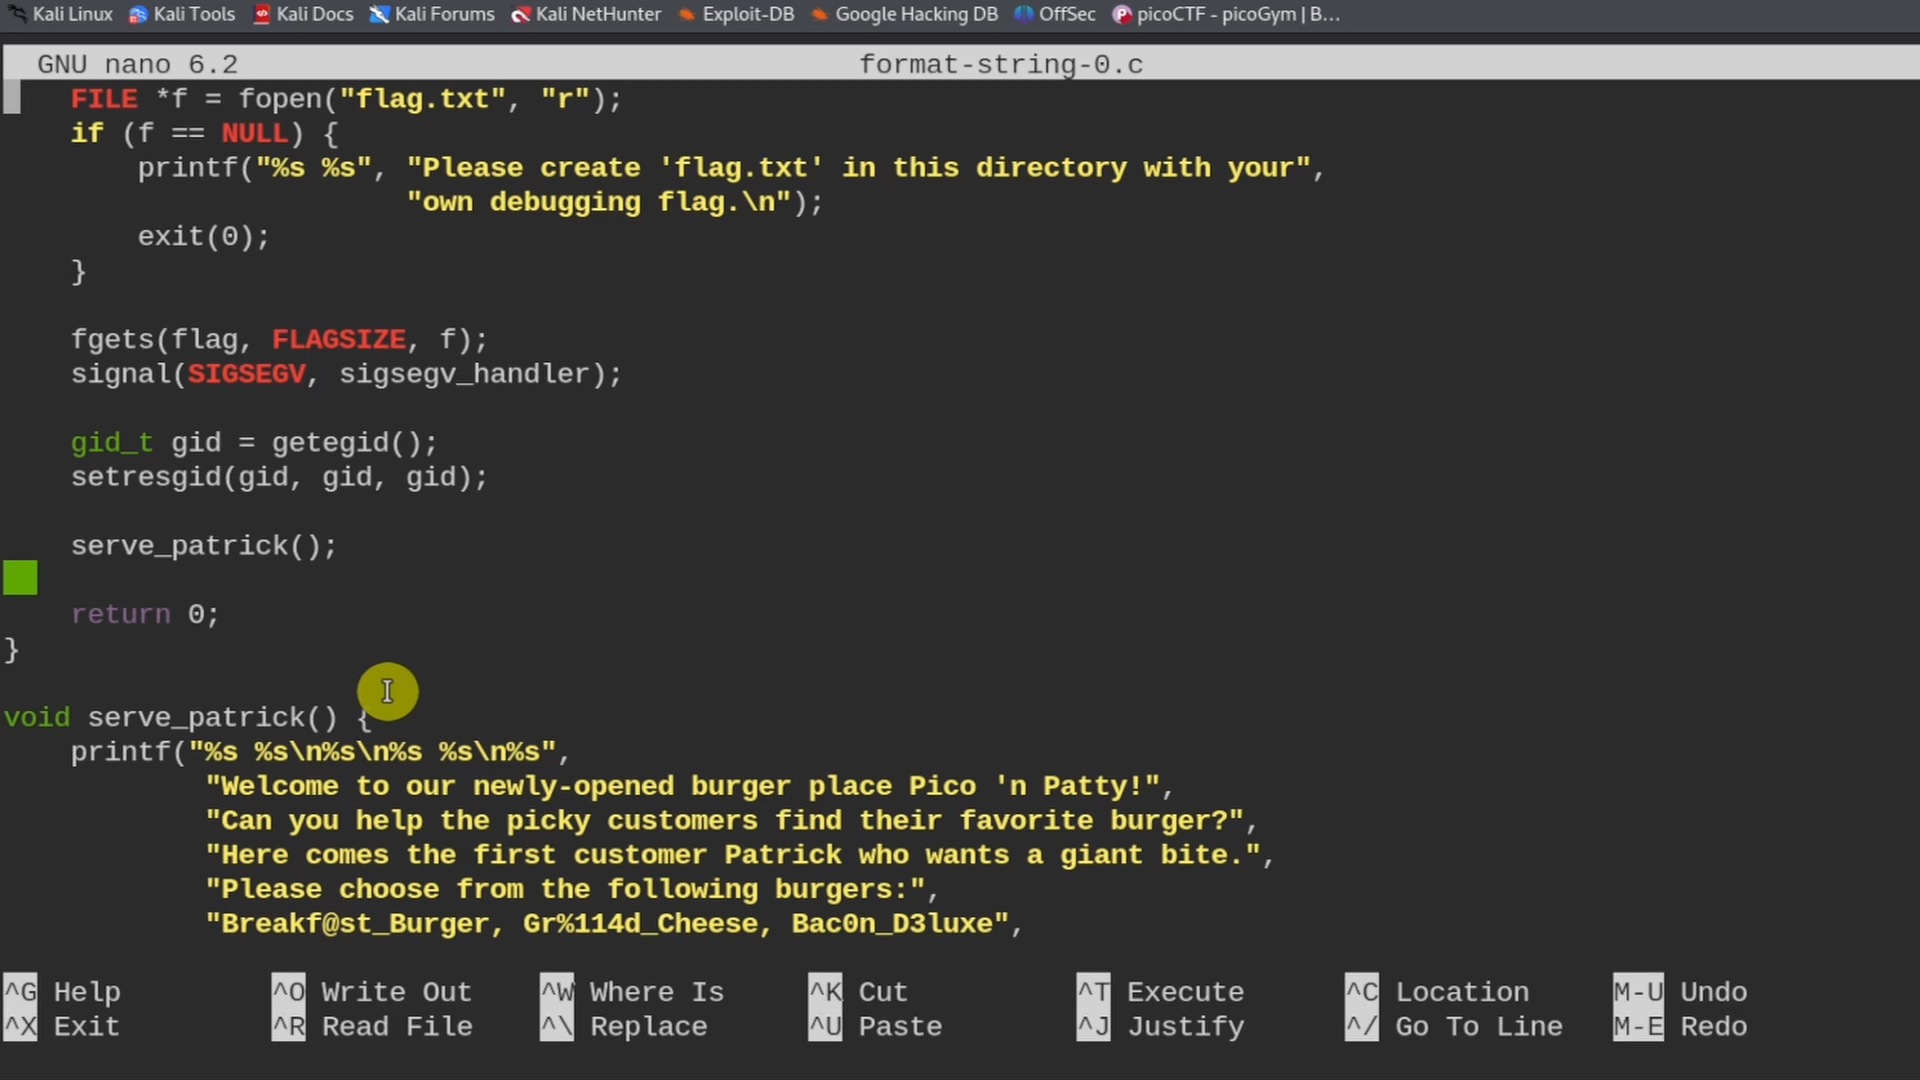 Kali Linux Kali Tools Kali Docs Kali Forums Kali NetHunter Exploit-DB Google Hacking DB OffSec picoCTF - picoGym | B...
GNU nano 6.2 format-string-0.c
FILE *f = fopen("flag.txt", "r");
if (f == NULL) {
printf("%s %s", "Please create 'flag.txt' in this directory with your",
"own debugging flag.\n");
exit(0);
}
fgets(flag, FLAGSIZE, f);
signal(SIGSEGV, sigsegv_handler);
gid_t gid = getegid();
setresgid(gid, gid, gid);
serve_patrick();
return 0;
}
void serve_patrick() {
printf("%s %s\n%s\n%s %s\n%s",
"Welcome to our newly-opened burger place Pico 'n Patty!",
"Can you help the picky customers find their favorite burger?",
"Here comes the first customer Patrick who wants a giant bite.",
"Please choose from the following burgers:",
"Breakf@st_Burger, Gr%114d_Cheese, Bac0n_D3luxe",
^G Help ^O Write Out ^W Where Is ^K Cut ^T Execute ^C Location M-U Undo
^X Exit ^R Read File ^\ Replace ^U Paste ^J Justify ^/ Go To Line M-E Redo